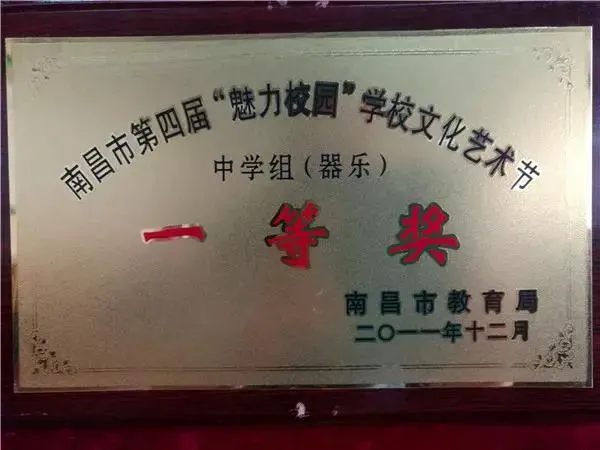 南昌市第四届“魅力校园”学校文化艺术节
中学组（器乐）
一等奖
南昌市教育局
二〇一一年十二月